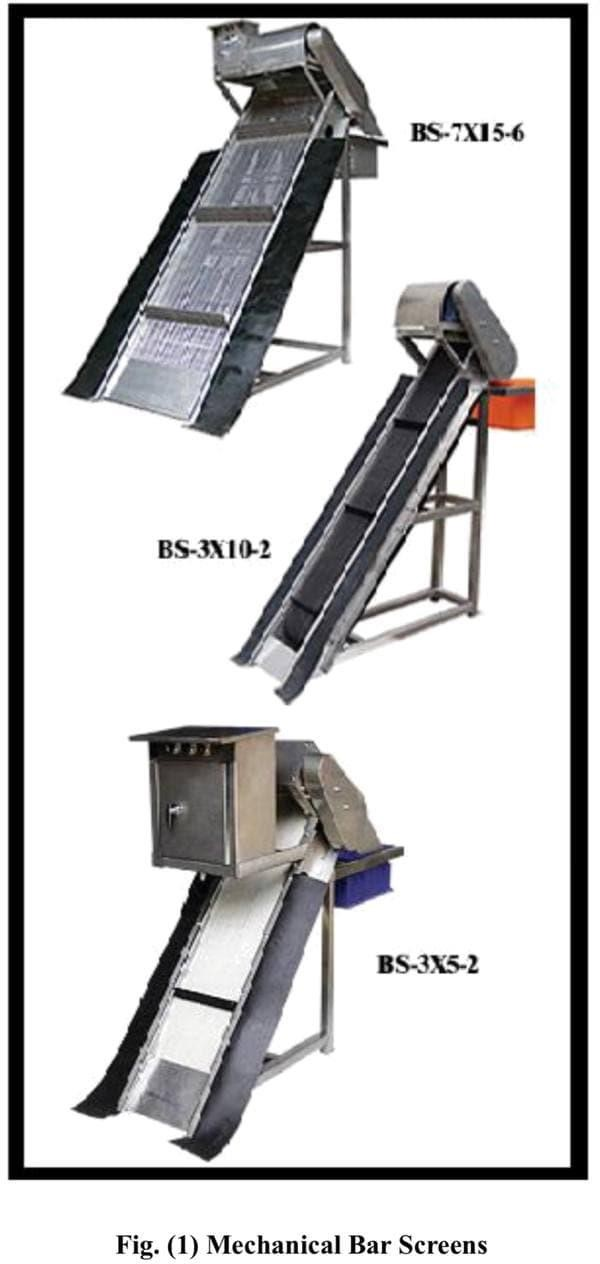 BS-7X15-6
BS-3X10-2
BS-3X5-2
Fig. (1) Mechanical Bar Screens